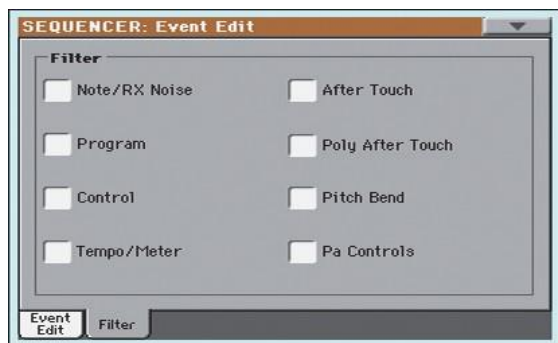 SEQUENCER: Event Edit
Filter
Note/RX Noise
After Touch
Program
Poly After Touch
Control
Pitch Bend
Tempo/Meter
Pa Controls
Event
Edit
Filter